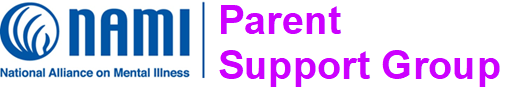 nami
National Alliance on Mental Illness
Parent
Support Group